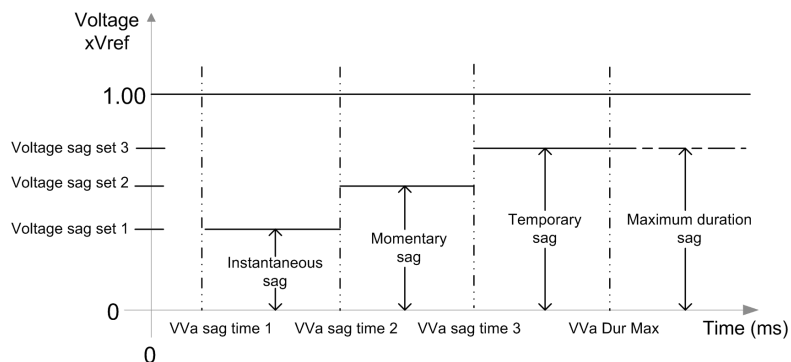 Voltage
xVref
1.00
Voltage sag set 3
Voltage sag set 2
Voltage sag set 1
Instantaneous
sag
Momentary
sag
Temporary
sag
Maximum duration
sag
0
VVa sag time 1
VVa sag time 2
VVa sag time 3
VVa Dur Max
Time (ms)
0